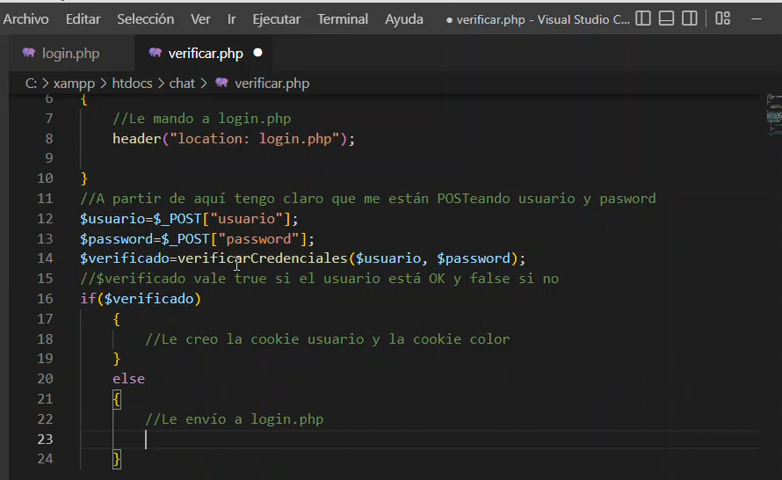 Archivo Editar Selección Ver Ir Ejecutar Terminal Ayuda ● verificar.php - Visual Studio C...
login.php verificar.php ●
C: > xampp > htdocs > chat > verificar.php
6 {
7 //Le mando a login.php
8 header("location: login.php");
9
10 }
11 //A partir de aquí tengo claro que me están POSTeando usuario y pasword
12 $usuario=$_POST["usuario"];
13 $password=$_POST["password"];
14 $verificado=verificarCredenciales($usuario, $password);
15 //$verificado vale true si el usuario está OK y false si no
16 if($verificado)
17 {
18 //Le creo la cookie usuario y la cookie color
19 }
20 else
21 {
22 //Le envío a login.php
23
24 }